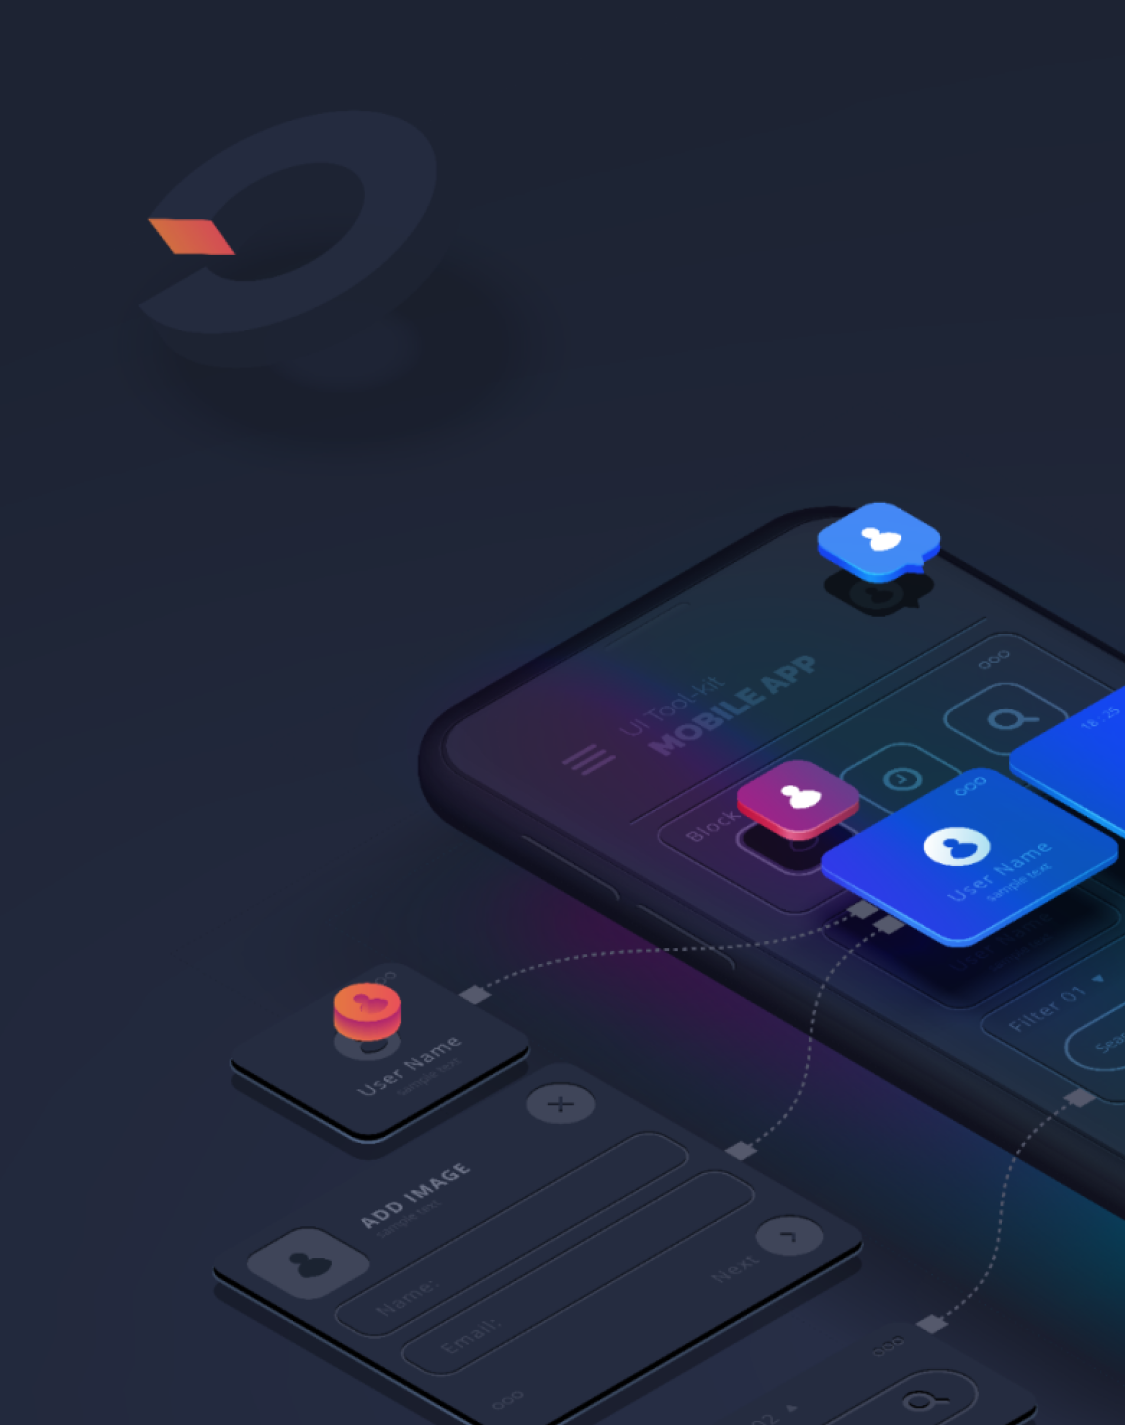 UI Tool-kit
MOBILE APP
18:25
Block
User Name
sample text
Filter 01
User Name
sample text
ADD IMAGE
sample text
Name:
Email:
Next
02